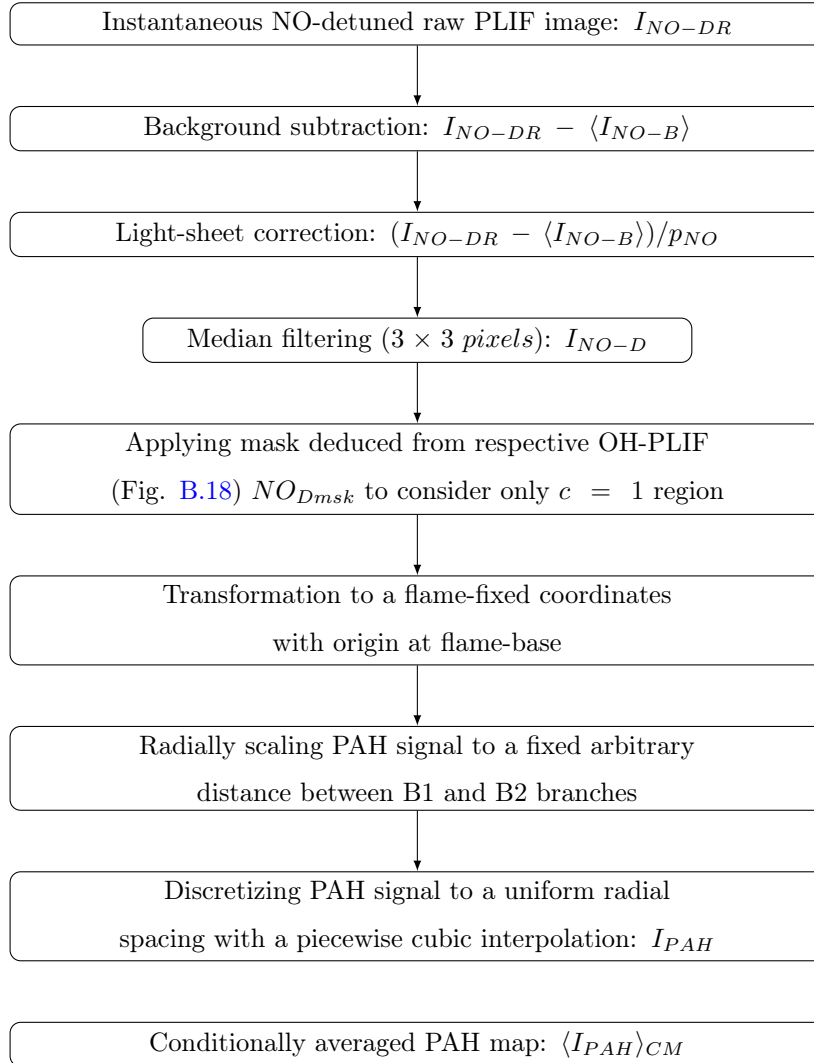 Instantaneous NO-detuned raw PLIF image: I_{NO−DR}
Background subtraction: I_{NO−DR} − ⟨I_{NO−B}⟩
Light-sheet correction: (I_{NO−DR} − ⟨I_{NO−B}⟩)/p_{NO}
Median filtering (3 × 3 pixels): I_{NO−D}
Applying mask deduced from respective OH-PLIF
(Fig. B.18) NO_{Dmsk} to consider only c = 1 region
Transformation to a flame-fixed coordinates
with origin at flame-base
Radially scaling PAH signal to a fixed arbitrary
distance between B1 and B2 branches
Discretizing PAH signal to a uniform radial
spacing with a piecewise cubic interpolation: I_{PAH}
Conditionally averaged PAH map: ⟨I_{PAH}⟩_{CM}